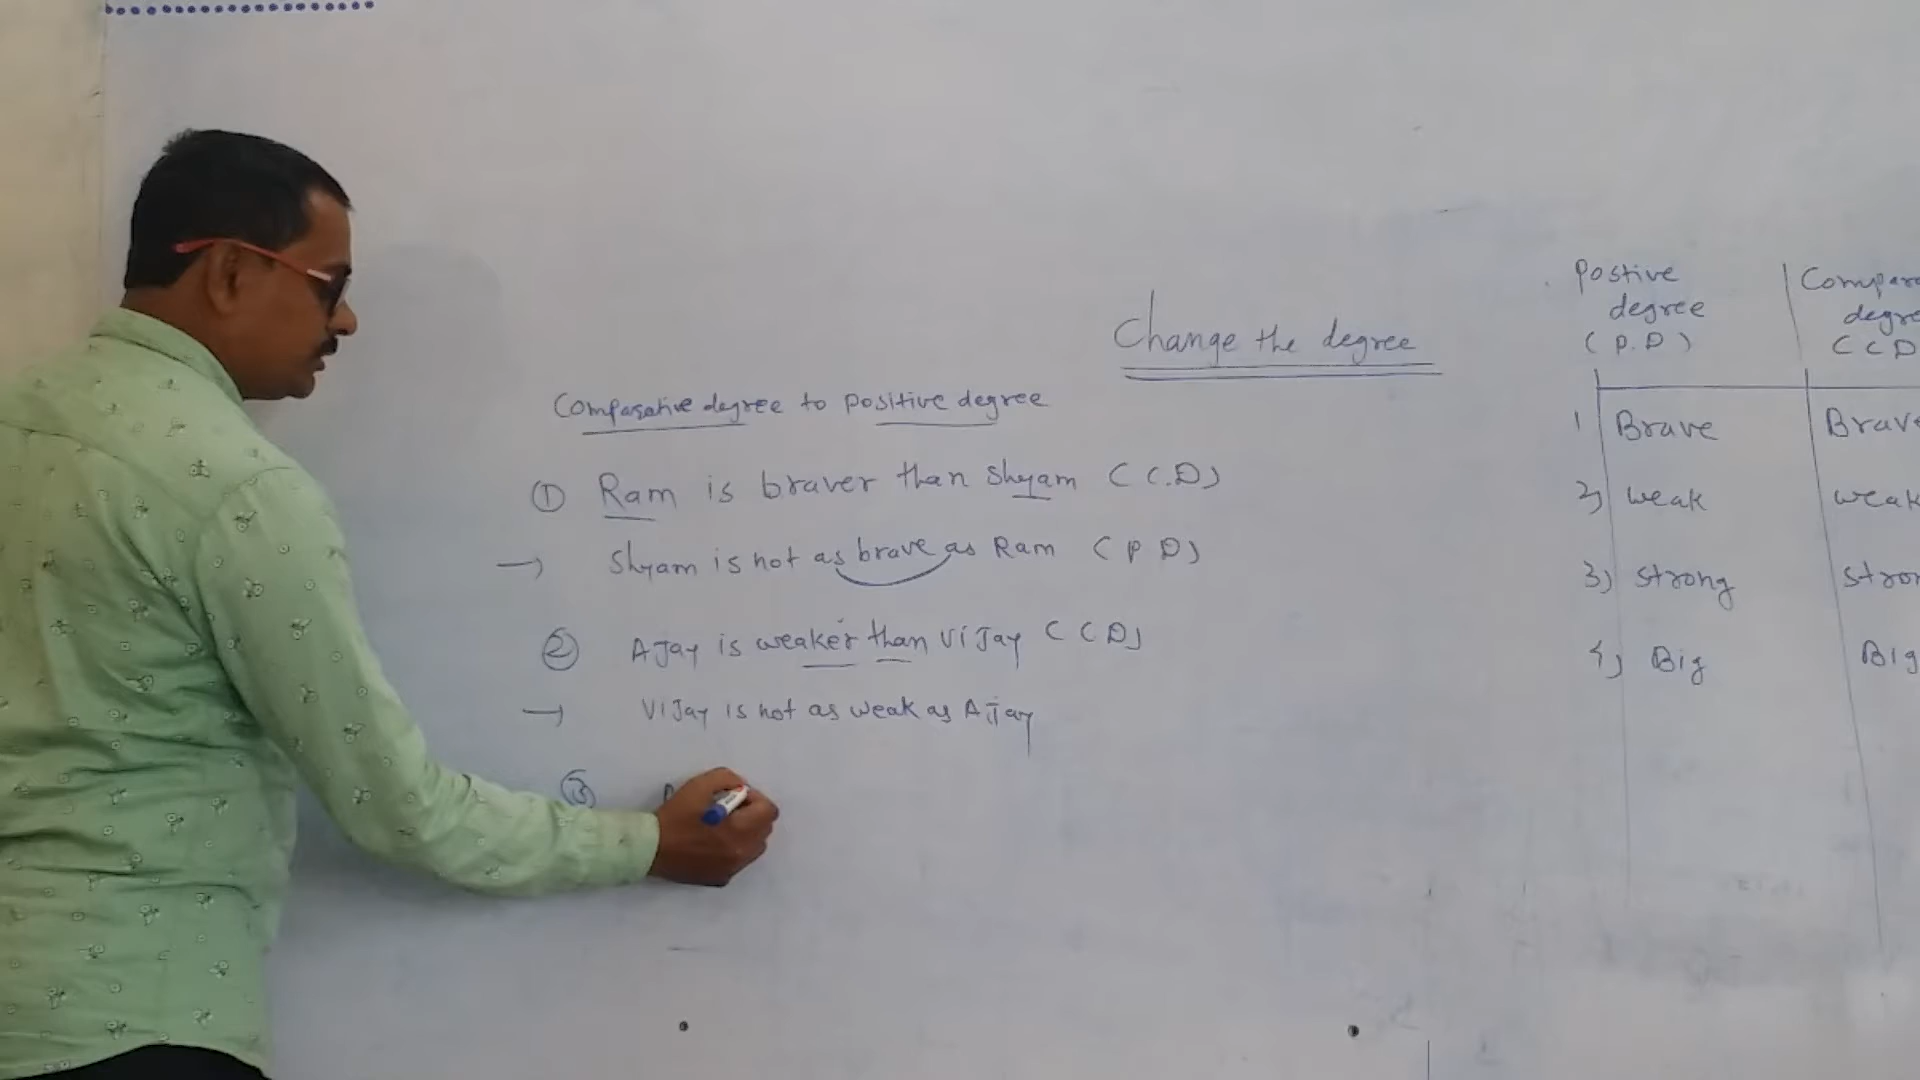 Change the degree
Comparative degree to positive degree
① Ram is braver than Shyam (C.D)
→ Shyam is not as brave as Ram (P D)
② AJay is weaker than ViJay (C D)
→ ViJay is not as weak as AJay
③
Postive
degree
(P.D)
1 Brave
2) weak
3) strong
4) Big